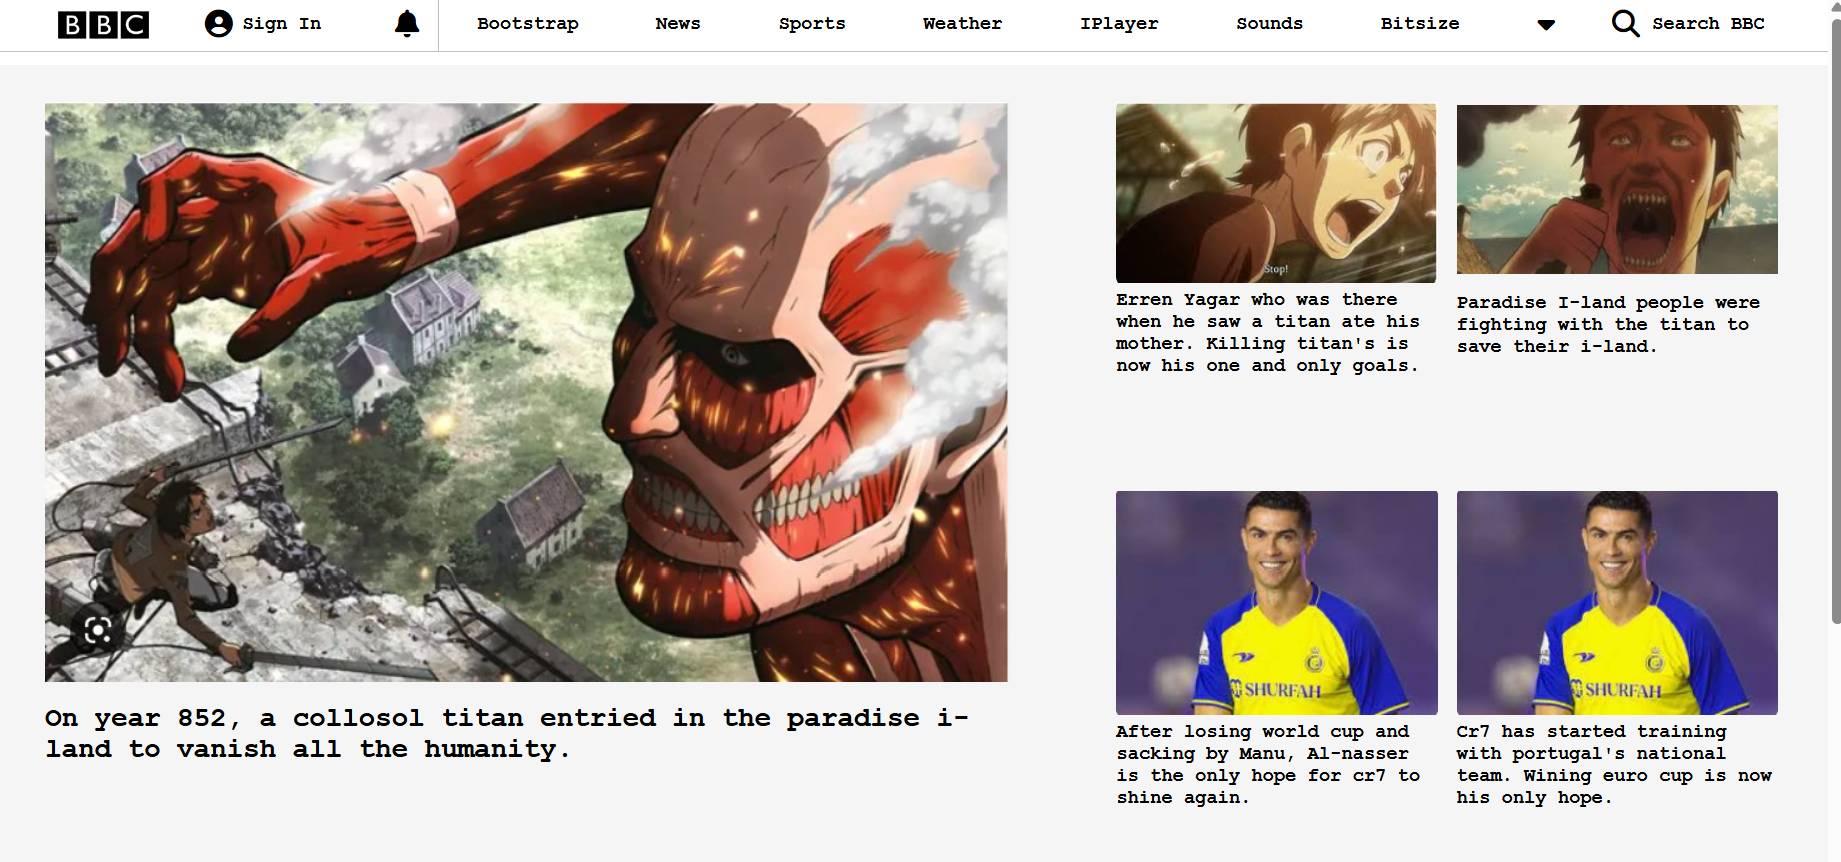 BBC Sign In Bootstrap News Sports Weather IPlayer Sounds Bitsize Search BBC
Stop!
Erren Yagar who was there
when he saw a titan ate his
mother. Killing titan's is
now his one and only goals.
Paradise I-land people were
fighting with the titan to
save their i-land.
On year 852, a collosol titan entried in the paradise i-
land to vanish all the humanity.
SHURFAH
After losing world cup and
sacking by Manu, Al-nasser
is the only hope for cr7 to
shine again.
SHURFAH
Cr7 has started training
with portugal's national
team. Wining euro cup is now
his only hope.